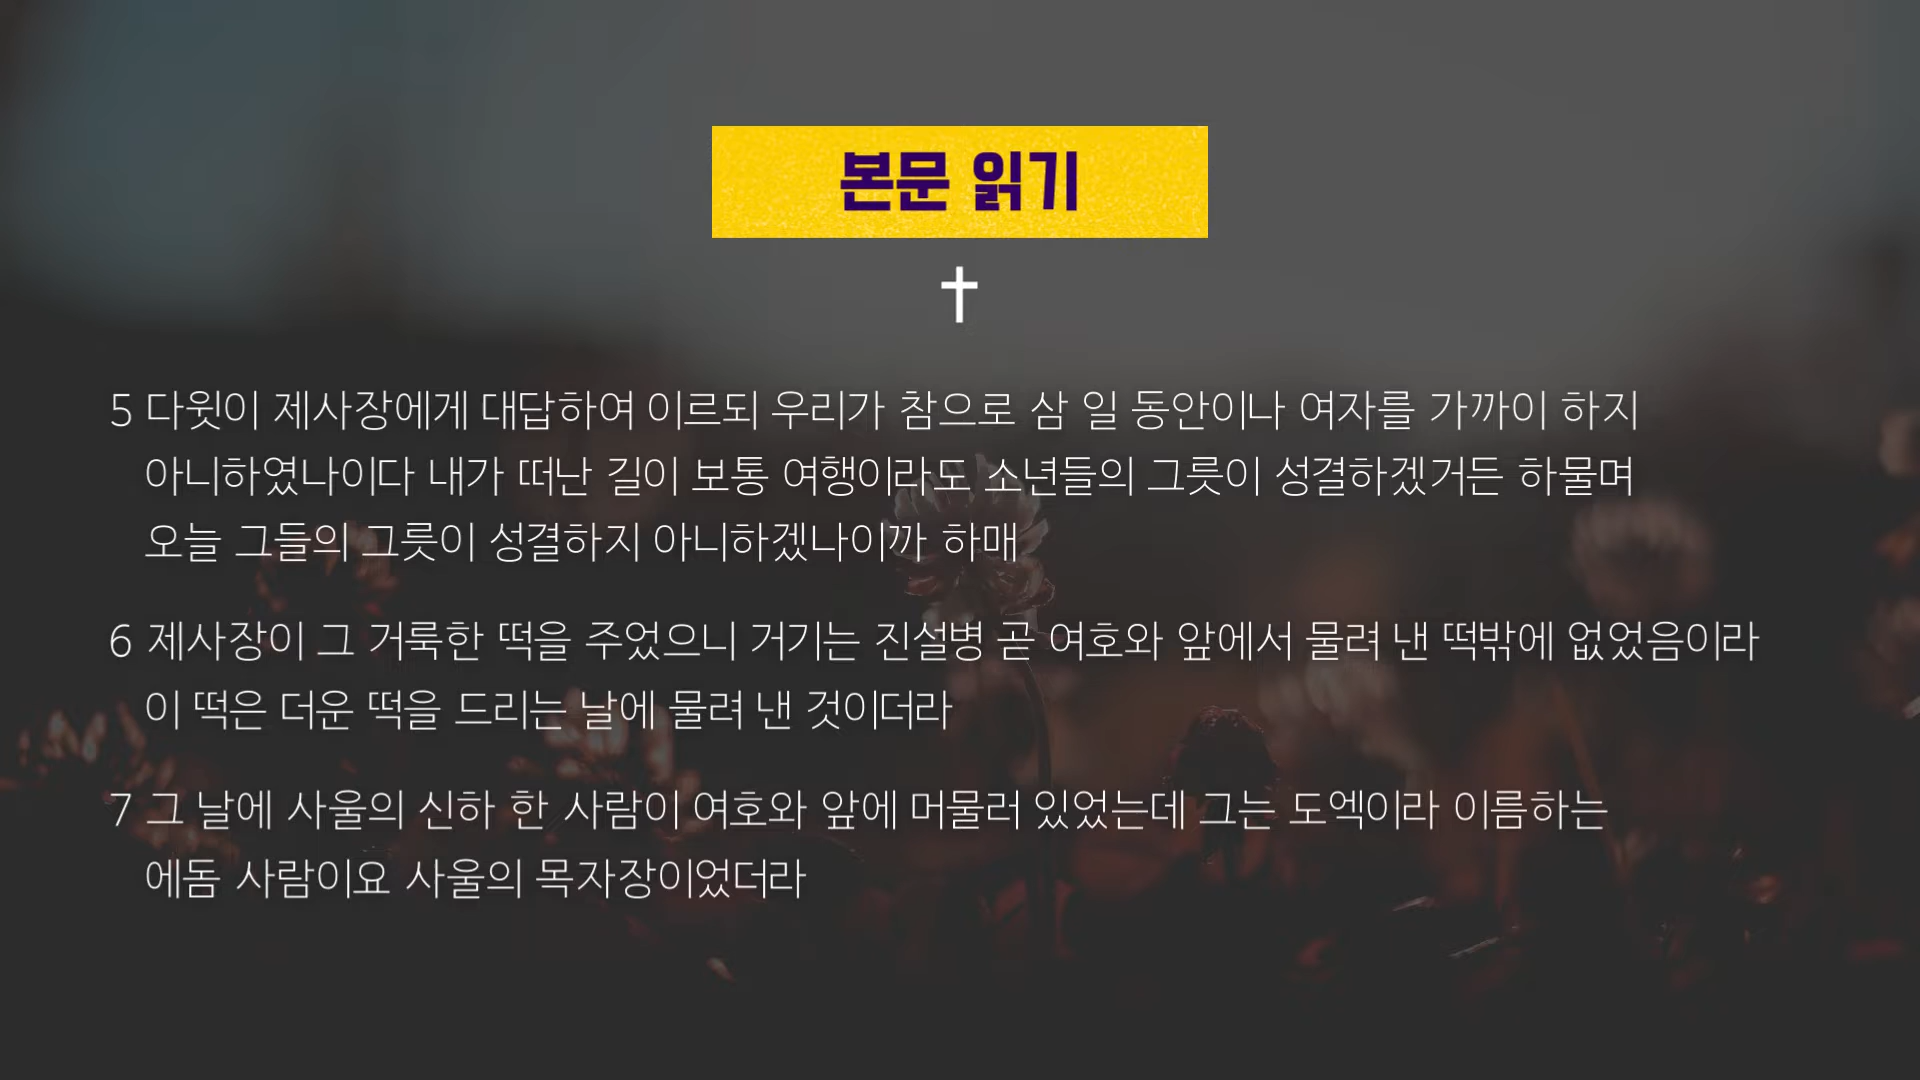 본문 읽기
5 다윗이 제사장에게 대답하여 이르되 우리가 참으로 삼 일 동안이나 여자를 가까이 하지
아니하였나이다 내가 떠난 길이 보통 여행이라도 소년들의 그릇이 성결하겠거든 하물며
오늘 그들의 그릇이 성결하지 아니하겠나이까 하매
6 제사장이 그 거룩한 떡을 주었으니 거기는 진설병 곧 여호와 앞에서 물려 낸 떡밖에 없었음이라
이 떡은 더운 떡을 드리는 날에 물려 낸 것이더라
7 그 날에 사울의 신하 한 사람이 여호와 앞에 머물러 있었는데 그는 도엑이라 이름하는
에돔 사람이요 사울의 목자장이었더라